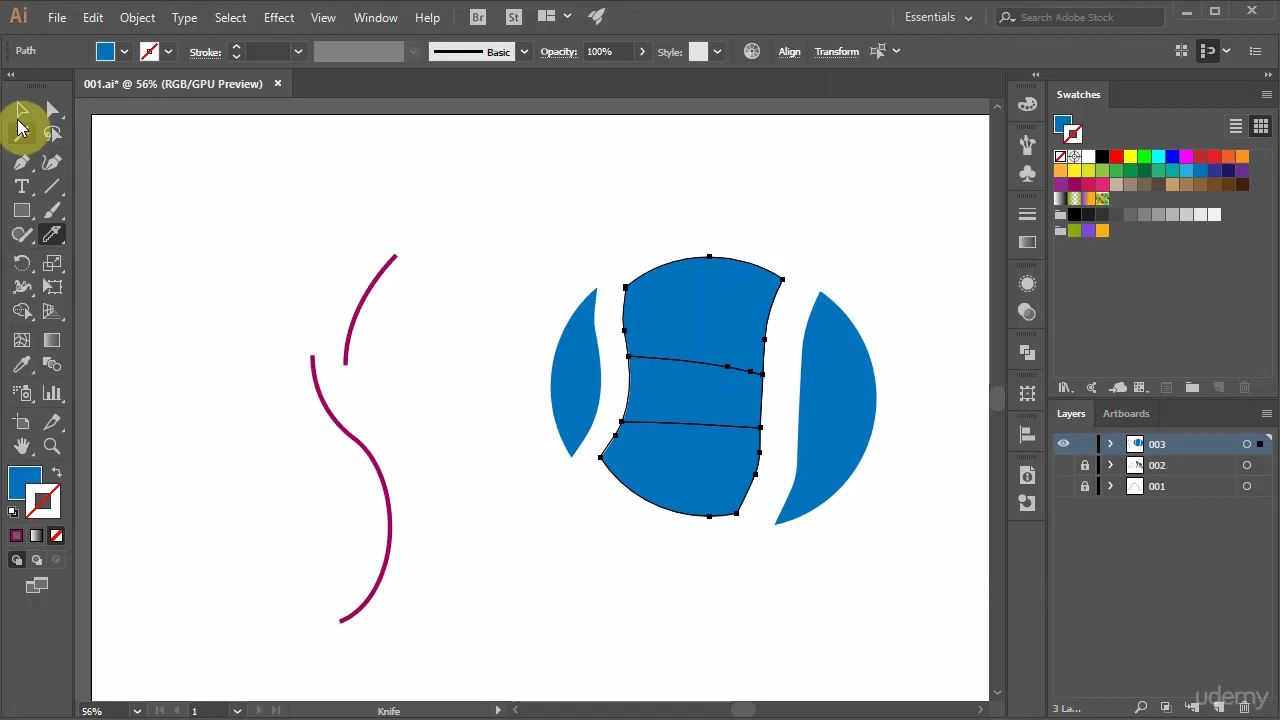 Ai File Edit Object Type Select Effect View Window Help Br St Essentials Search Adobe Stock
Path Stroke: Basic Opacity: 100% Style: Align Transform
001.ai* @ 56% (RGB/GPU Preview)
Swatches
Layers Artboards
003
002
001
56% 1 Knife 3 La...
udemy